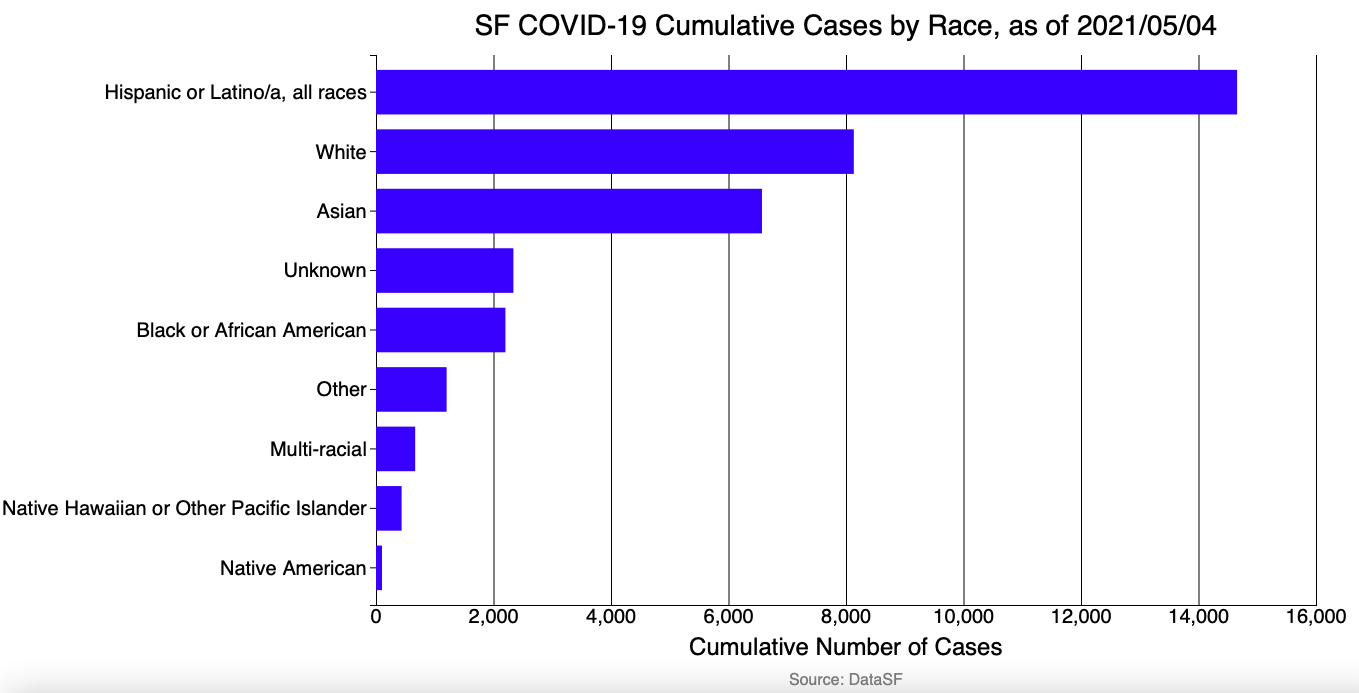 SF COVID-19 Cumulative Cases by Race, as of 2021/05/04
Hispanic or Latino/a, all races
White
Asian
Unknown
Black or African American
Other
Multi-racial
Native Hawaiian or Other Pacific Islander
Native American
0 2,000 4,000 6,000 8,000 10,000 12,000 14,000 16,000
Cumulative Number of Cases
Source: DataSF